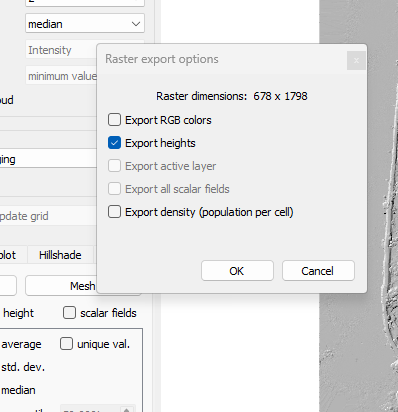 2
median
Intensity
minimum value
oud
Raster export options
x
Raster dimensions: 678 x 1798
Export RGB colors
Export heights
Export active layer
Export all scalar fields
Export density (population per cell)
OK
Cancel
ging
pdate grid
plot
Hillshade
Mesh
height
scalar fields
average
unique val.
std. dev.
median